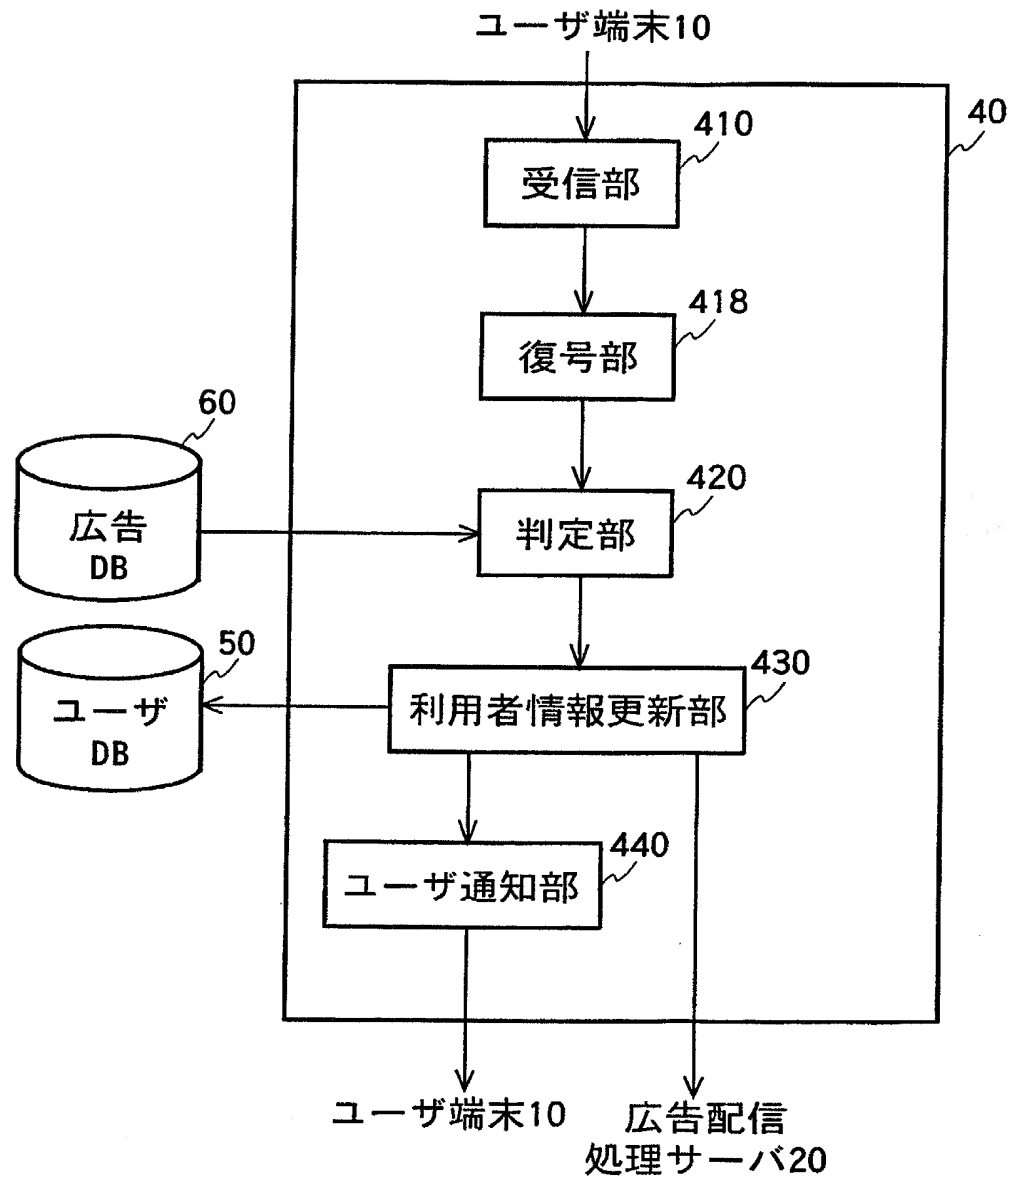 ユーザ端末10
40
410
受信部
418
復号部
60
広告
DB
420
判定部
50
ユーザ
DB
430
利用者情報更新部
440
ユーザ通知部
ユーザ端末10
広告配信
処理サーバ20